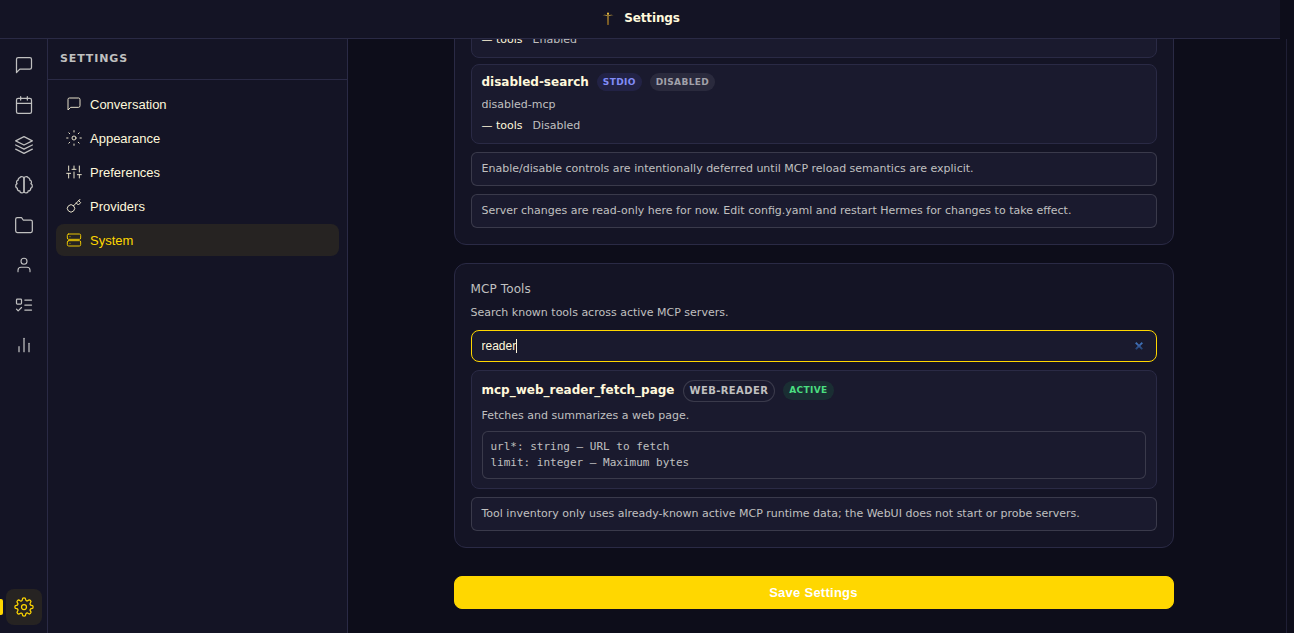 Settings
SETTINGS
Conversation
Appearance
Preferences
Providers
System
— tools Enabled
disabled-search STDIO DISABLED
disabled-mcp
— tools Disabled
Enable/disable controls are intentionally deferred until MCP reload semantics are explicit.
Server changes are read-only here for now. Edit config.yaml and restart Hermes for changes to take effect.
MCP Tools
Search known tools across active MCP servers.
reader
mcp_web_reader_fetch_page WEB-READER ACTIVE
Fetches and summarizes a web page.
url*: string — URL to fetch
limit: integer — Maximum bytes
Tool inventory only uses already-known active MCP runtime data; the WebUI does not start or probe servers.
Save Settings